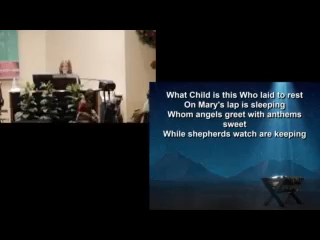 What Child is this Who laid to rest
On Mary's lap is sleeping
Whom angels greet with anthems
sweet
While shepherds watch are keeping